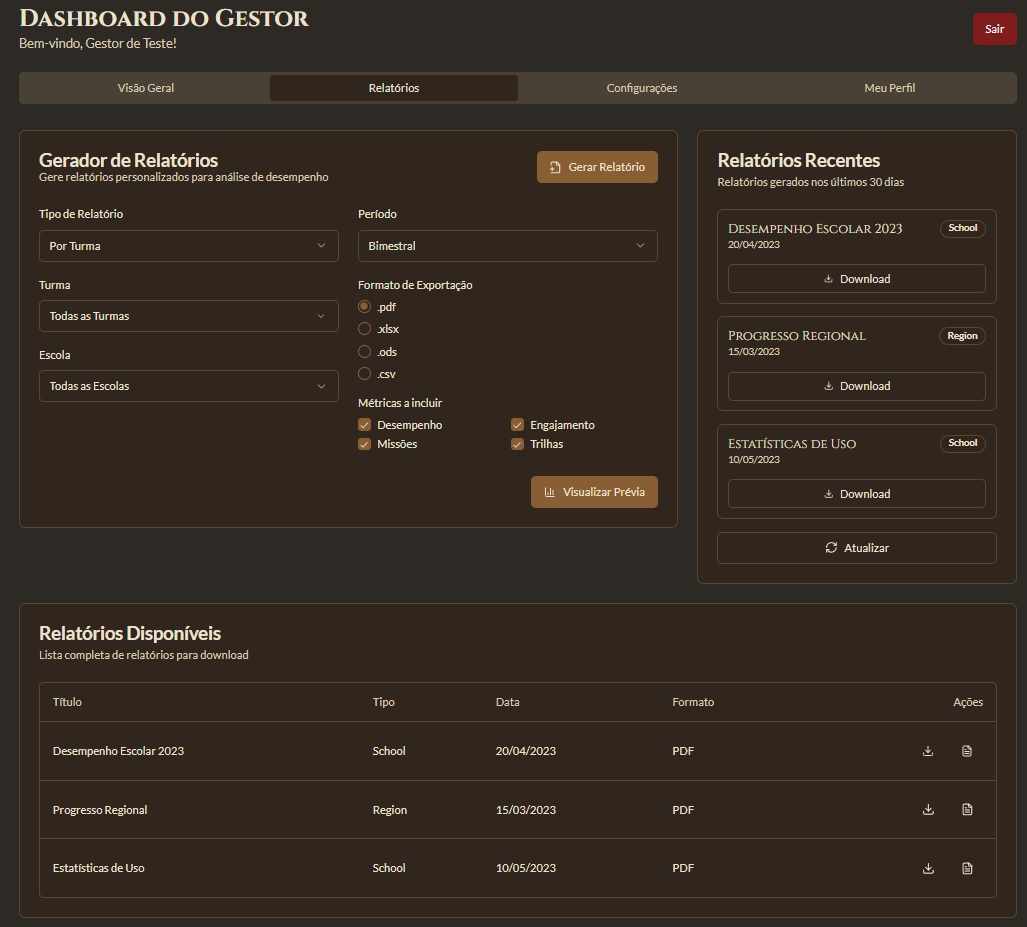 Dashboard do Gestor
Bem-vindo, Gestor de Teste!
Sair
Visão Geral
Relatórios
Configurações
Meu Perfil
Gerador de Relatórios
Gere relatórios personalizados para análise de desempenho
Gerar Relatório
Tipo de Relatório
Por Turma
Turma
Todas as Turmas
Escola
Todas as Escolas
Período
Bimestral
Formato de Exportação
.pdf
.xlsx
.ods
.csv
Métricas a incluir
Desempenho
Engajamento
Missões
Trilhas
Visualizar Prévia
Relatórios Recentes
Relatórios gerados nos últimos 30 dias
Desempenho Escolar 2023
School
20/04/2023
Download
Progresso Regional
Region
15/03/2023
Download
Estatísticas de Uso
School
10/05/2023
Download
Atualizar
Relatórios Disponíveis
Lista completa de relatórios para download
Título Tipo Data Formato Ações
Desempenho Escolar 2023 School 20/04/2023 PDF
Progresso Regional Region 15/03/2023 PDF
Estatísticas de Uso School 10/05/2023 PDF